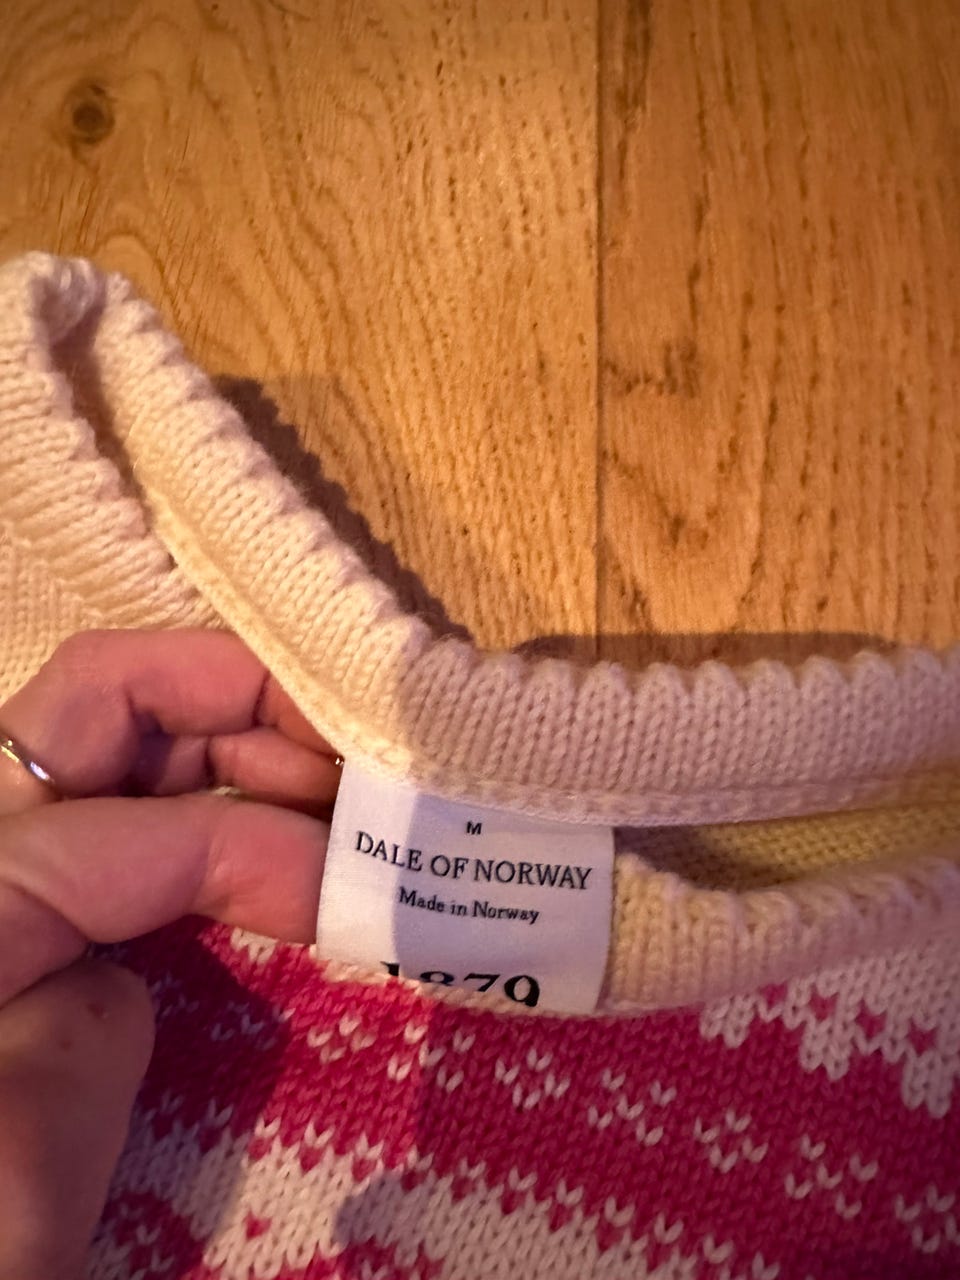 M
DALE OF NORWAY
Made in Norway
1879